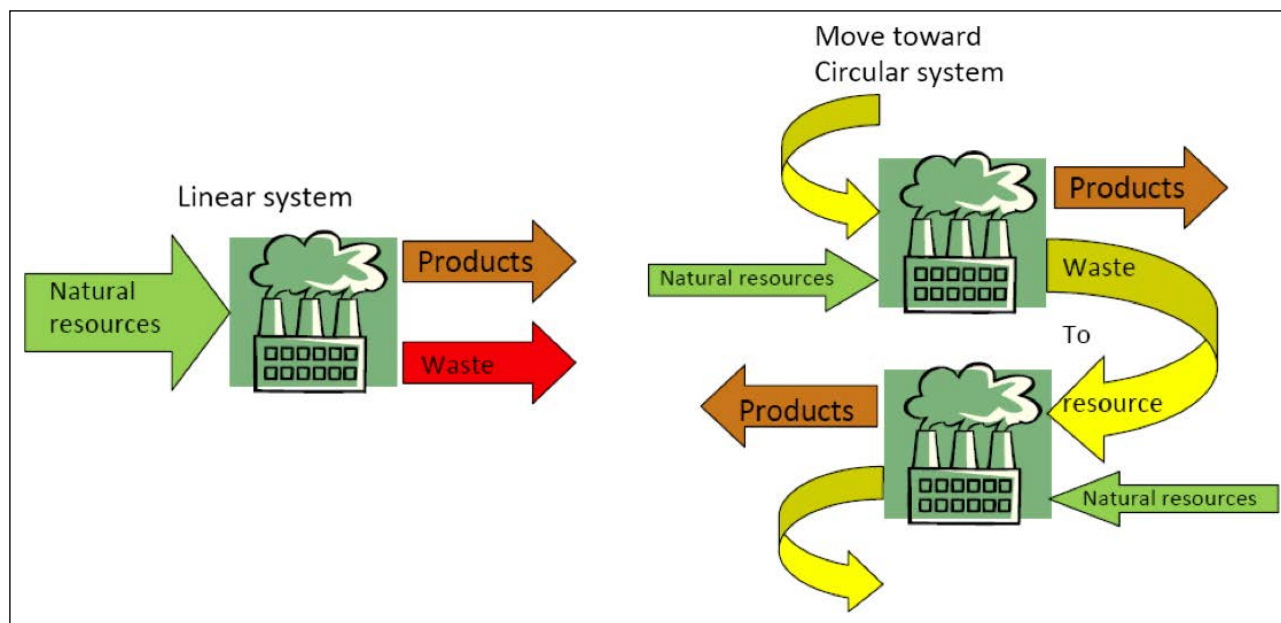 Linear system
Natural
resources
Products
Waste
Move toward
Circular system
Products
Natural resources
Waste
To
resource
Products
Natural resources